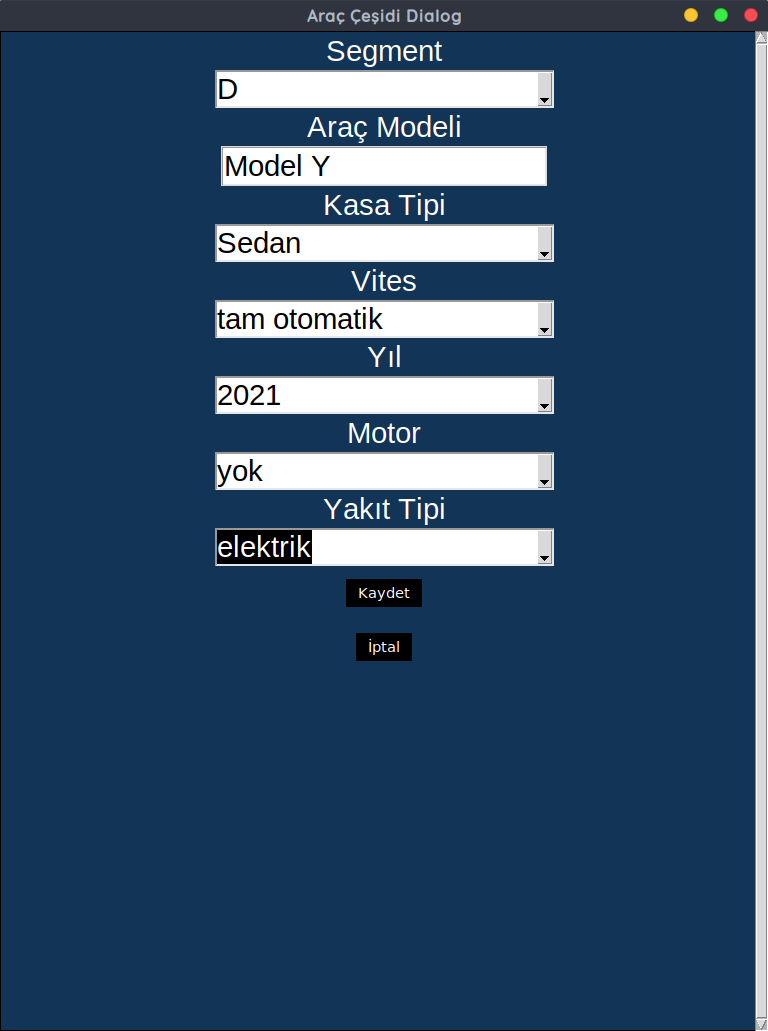 Araç Çeşidi Dialog
Segment
D
Araç Modeli
Model Y
Kasa Tipi
Sedan
Vites
tam otomatik
Yıl
2021
Motor
yok
Yakıt Tipi
elektrik
Kaydet
İptal